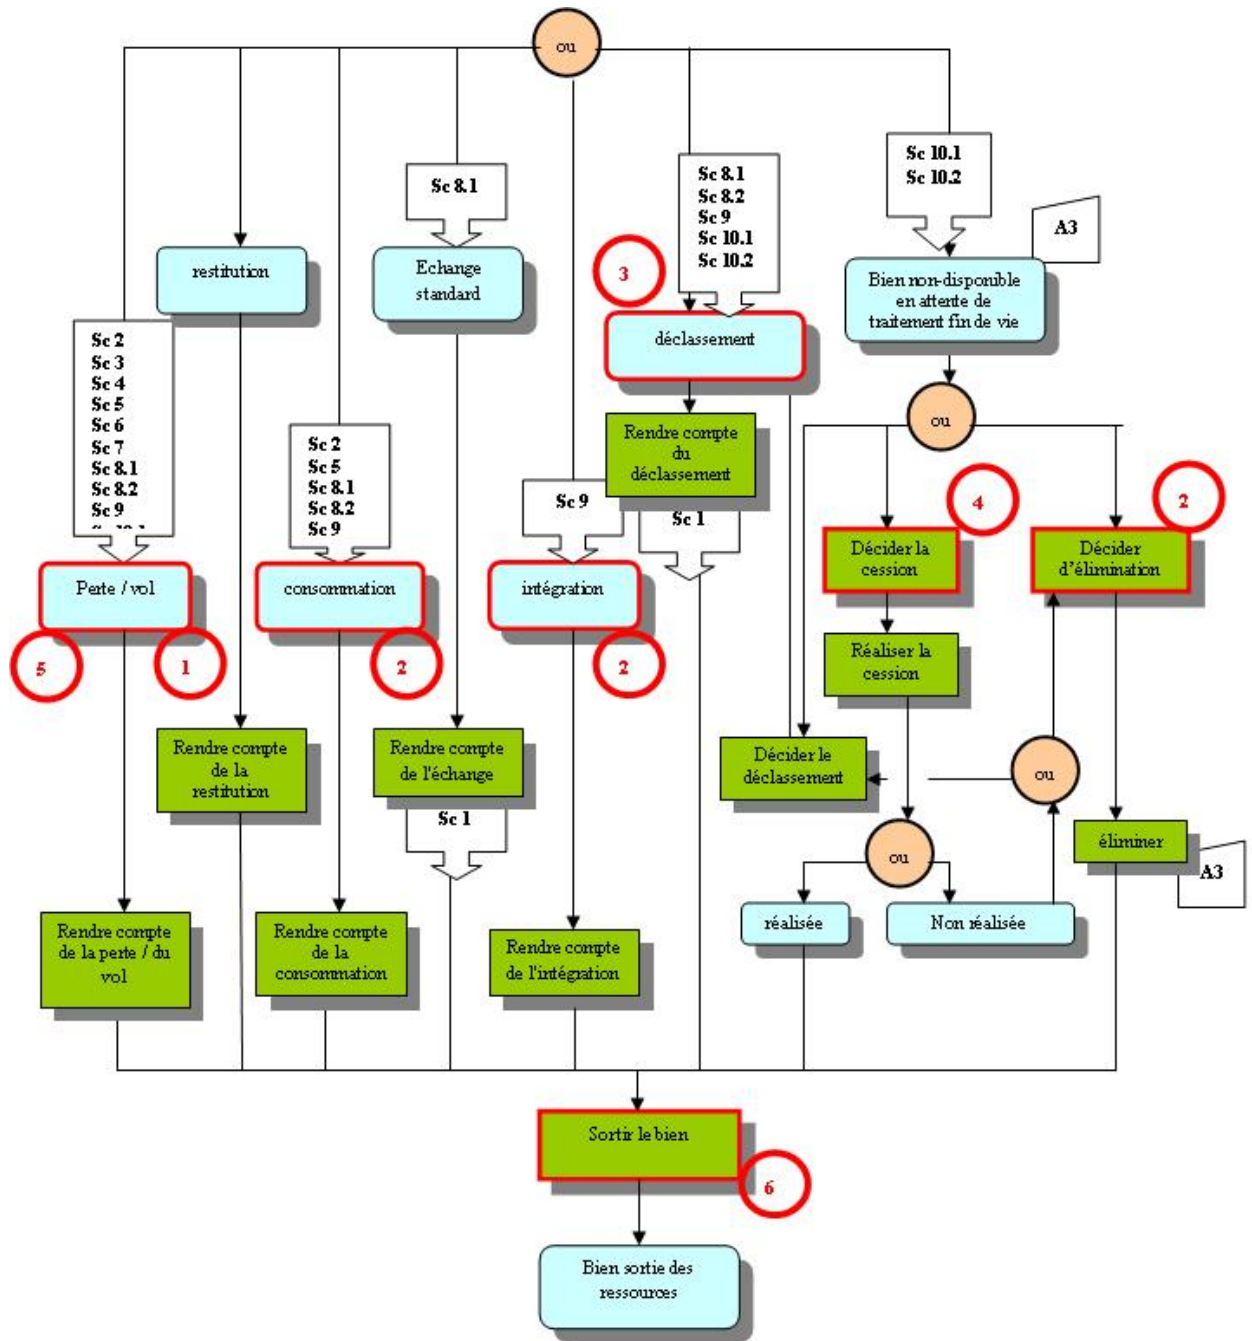 ou
Sc 8.1
Sc 8.1
Sc 8.2
Sc 9
Sc 10.1
Sc 10.2
Sc 10.1
Sc 10.2
A3
restitution
Echange
standard
3
Bien non-disponible
en attente de
traitement fin de vie
déclassement
Sc 2
Sc 3
Sc 4
Sc 5
Sc 6
Sc 7
Sc 8.1
Sc 8.2
Sc 9
Sc 2
Sc 5
Sc 8.1
Sc 8.2
Sc 9
Rendre compte
du
déclassement
ou
Sc 9
Sc 1
4
2
Perte / vol
consommation
intégration
Décider la
cession
Décider
d'élimination
5
1
2
2
Réaliser la
cession
Rendre compte
de la
restitution
Rendre compte
de l'échange
Sc 1
Décider le
déclassement
ou
ou
éliminer
A3
réalisée
Non réalisée
Rendre compte
de la perte / du
vol
Rendre compte
de la
consommation
Rendre compte
de l'intégration
Sortir le bien
6
Bien sortie des
ressources